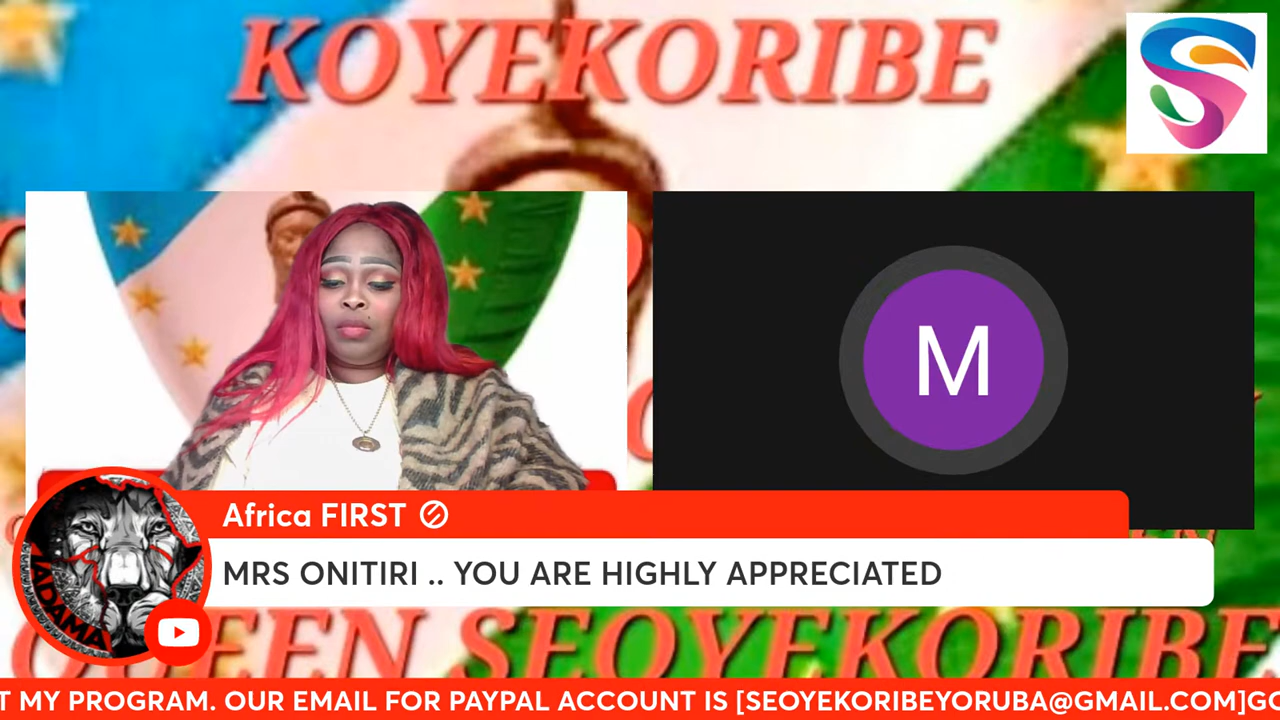 KOYEKORIBE
M
Africa FIRST
MRS ONITIRI .. YOU ARE HIGHLY APPRECIATED
ADAMA
QUEEN SEOYEKORIBE
T MY PROGRAM. OUR EMAIL FOR PAYPAL ACCOUNT IS [SEOYEKORIBEYORUBA@GMAIL.COM]GO